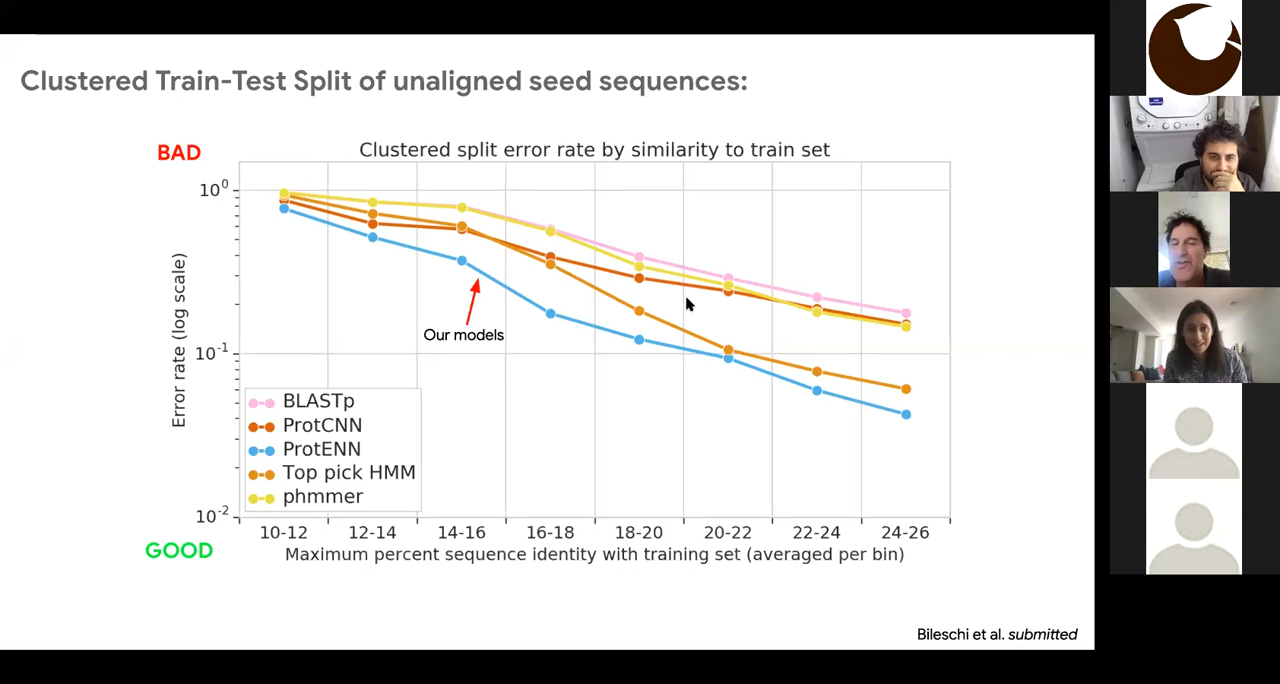 Clustered Train-Test Split of unaligned seed sequences:
BAD
Clustered split error rate by similarity to train set
10^0
10^-1
10^-2
Error rate (log scale)
Our models
BLASTp
ProtCNN
ProtENN
Top pick HMM
phmmer
10-12 12-14 14-16 16-18 18-20 20-22 22-24 24-26
GOOD
Maximum percent sequence identity with training set (averaged per bin)
Bileschi et al. submitted